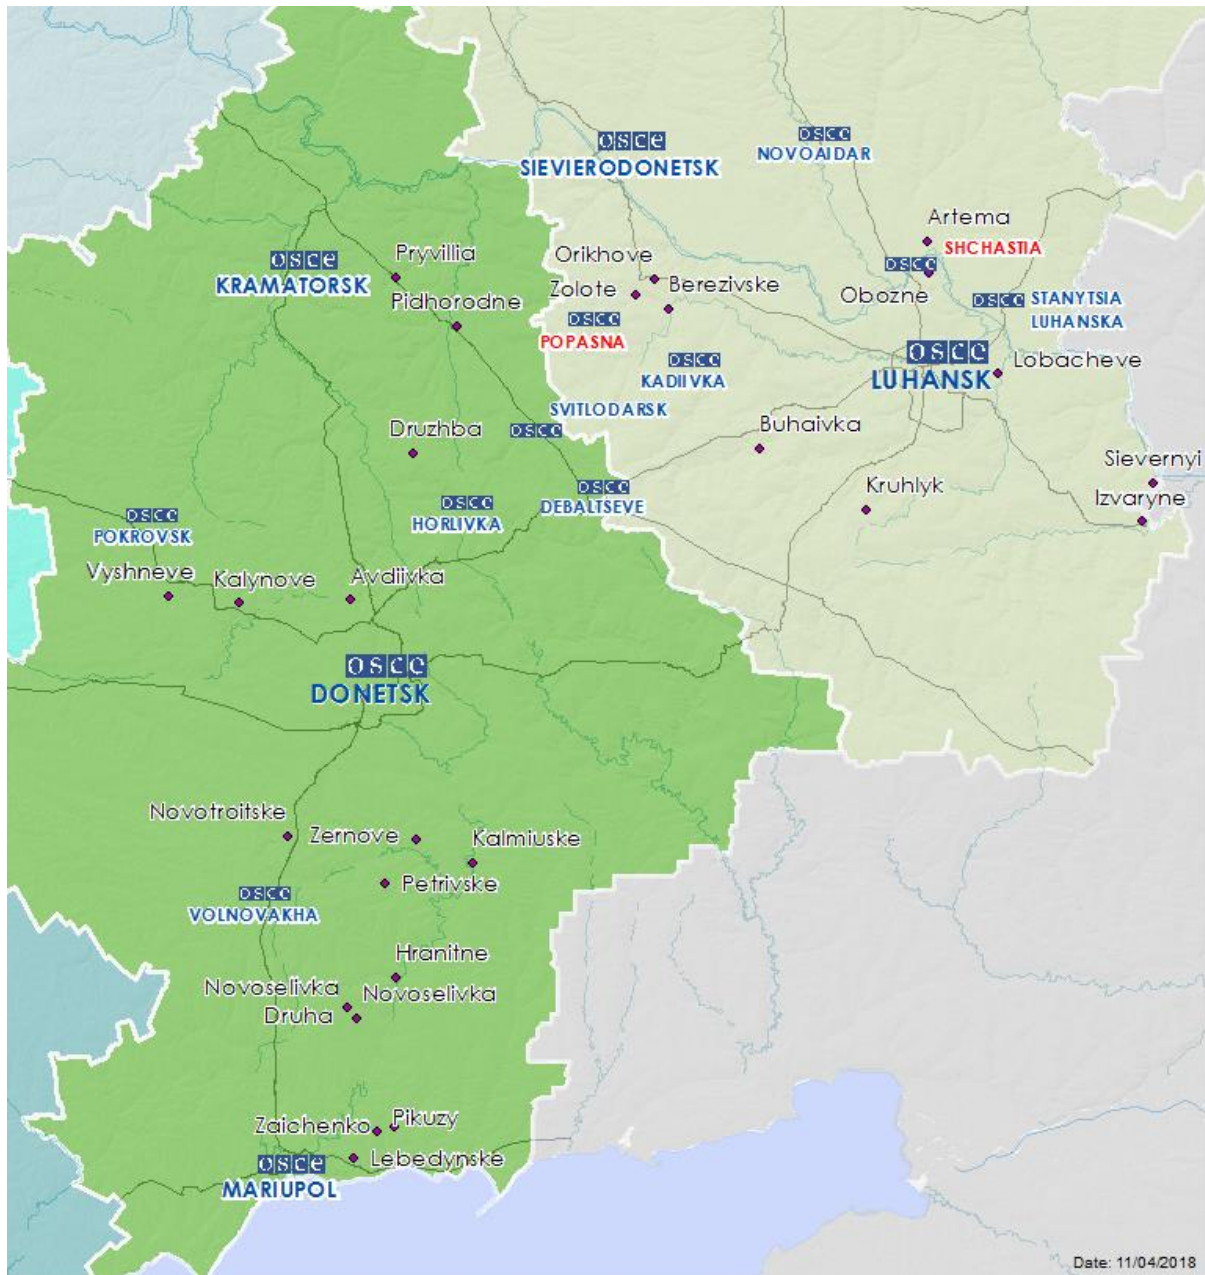 osce
SIEVIERODONETSK
osce
NOVOAIDAR
Artema
SHCHASTIA
osce
Obozne
osce
STANYTSIA
LUHANSKA
osce
KRAMATORSK
Pryvillia
Pidhorodne
Orikhove
Zolote
Berezivske
osce
POPASNA
osce
KADIIVKA
osce
LUHANSK
Lobacheve
SVITLODARSK
osce
Druzhba
Buhaivka
Kruhlyk
Sievernyi
Izvaryne
osce
HORLIVKA
osce
DEBALTSEVE
osce
POKROVSK
Vyshneve
Kalynove
Avdiivka
osce
DONETSK
Novotroitske
Zernove
Kalmiuske
Petrivske
osce
VOLNOVAKHA
Hranitne
Novoselivka
Druha
Novoselivka
Zaichenko
Pikuzy
Lebedynske
osce
MARIUPOL
Date: 11/04/2018